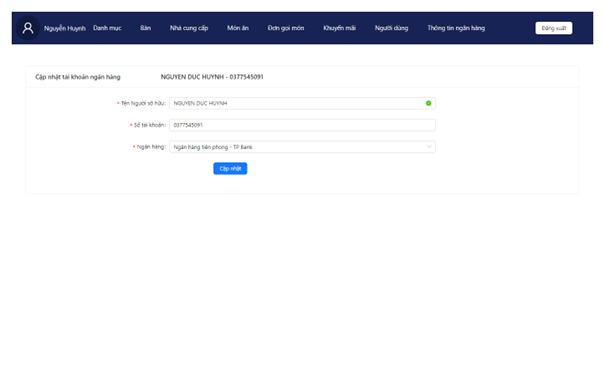 Nguyễn Huynh Danh mục Bàn Nhà cung cấp Món ăn Đơn gọi món Khuyến mãi Người dùng Thông tin ngân hàng Đăng xuất
Cập nhật tài khoản ngân hàng NGUYEN DUC HUYNH - 0377545091
* Tên Người sở hữu: NGUYEN DUC HUYNH
* Số tài khoản: 0377545091
* Ngân hàng: Ngân hàng tiên phong - TP Bank
Cập nhật